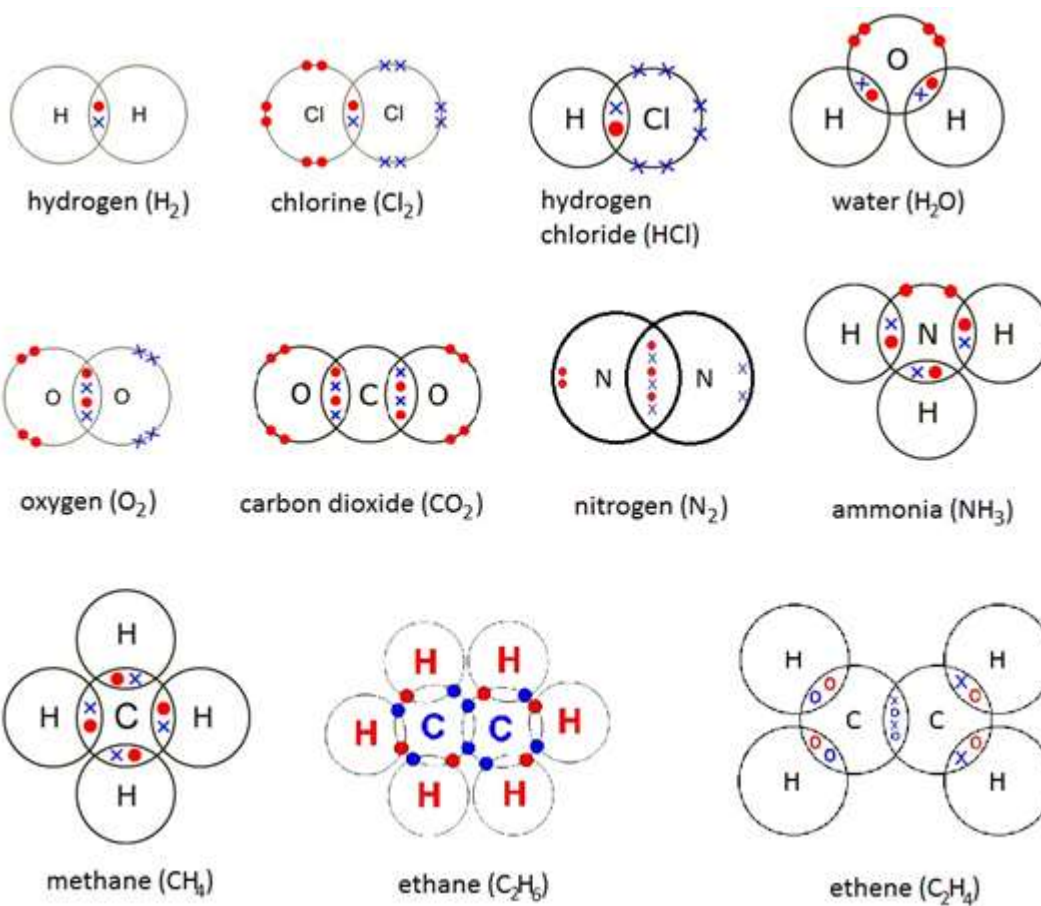 H H
Cl Cl
H Cl
O
H H
hydrogen (H₂)
chlorine (Cl₂)
hydrogen
chloride (HCl)
water (H₂O)
O O
O C O
N N
H N H
H
oxygen (O₂)
carbon dioxide (CO₂)
nitrogen (N₂)
ammonia (NH₃)
H
H C H
H
H H
H C C H
H H
H H
C C
H H
methane (CH₄)
ethane (C₂H₆)
ethene (C₂H₄)